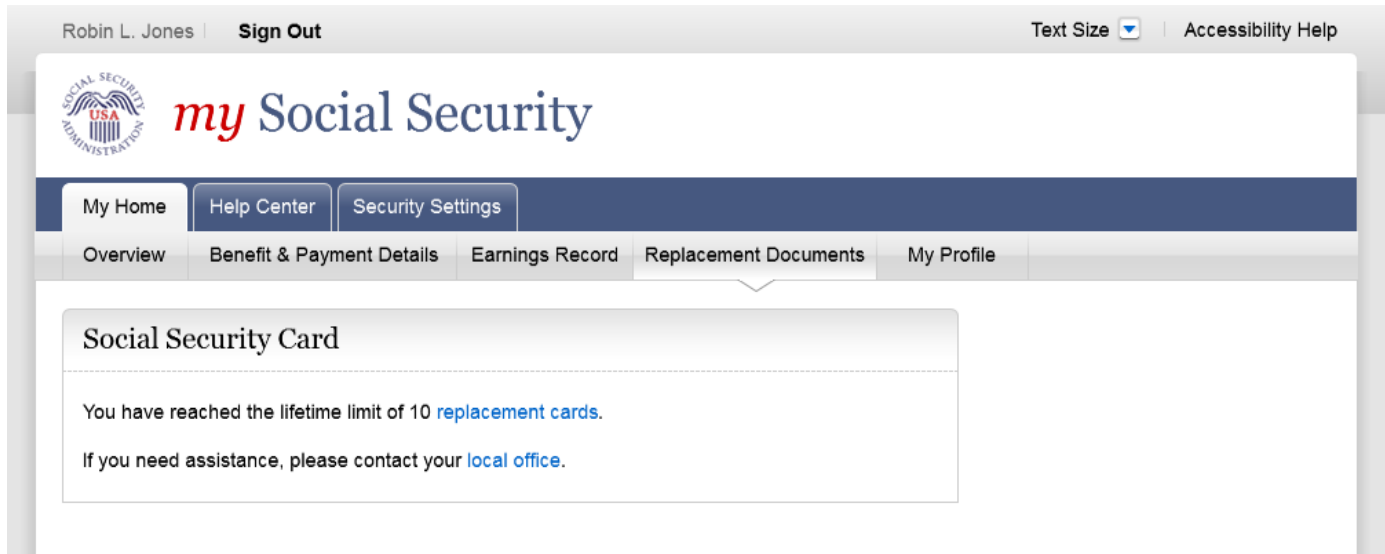 Robin L. Jones Sign Out Text Size Accessibility Help
SOCIAL SECURITY ADMINISTRATION
USA
my Social Security
My Home Help Center Security Settings
Overview Benefit & Payment Details Earnings Record Replacement Documents My Profile
Social Security Card
You have reached the lifetime limit of 10 replacement cards.
If you need assistance, please contact your local office.